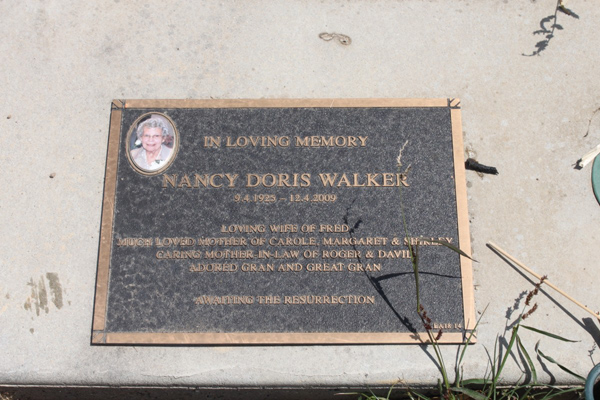 IN LOVING MEMORY
NANCY DORIS WALKER
9.4.1925 – 12.4.2009
LOVING WIFE OF FRED
MUCH LOVED MOTHER OF CAROLE, MARGARET & SHIRLEY
CARING MOTHER-IN-LAW OF ROGER & DAVID
ADORED GRAN AND GREAT GRAN
AWAITING THE RESURRECTION